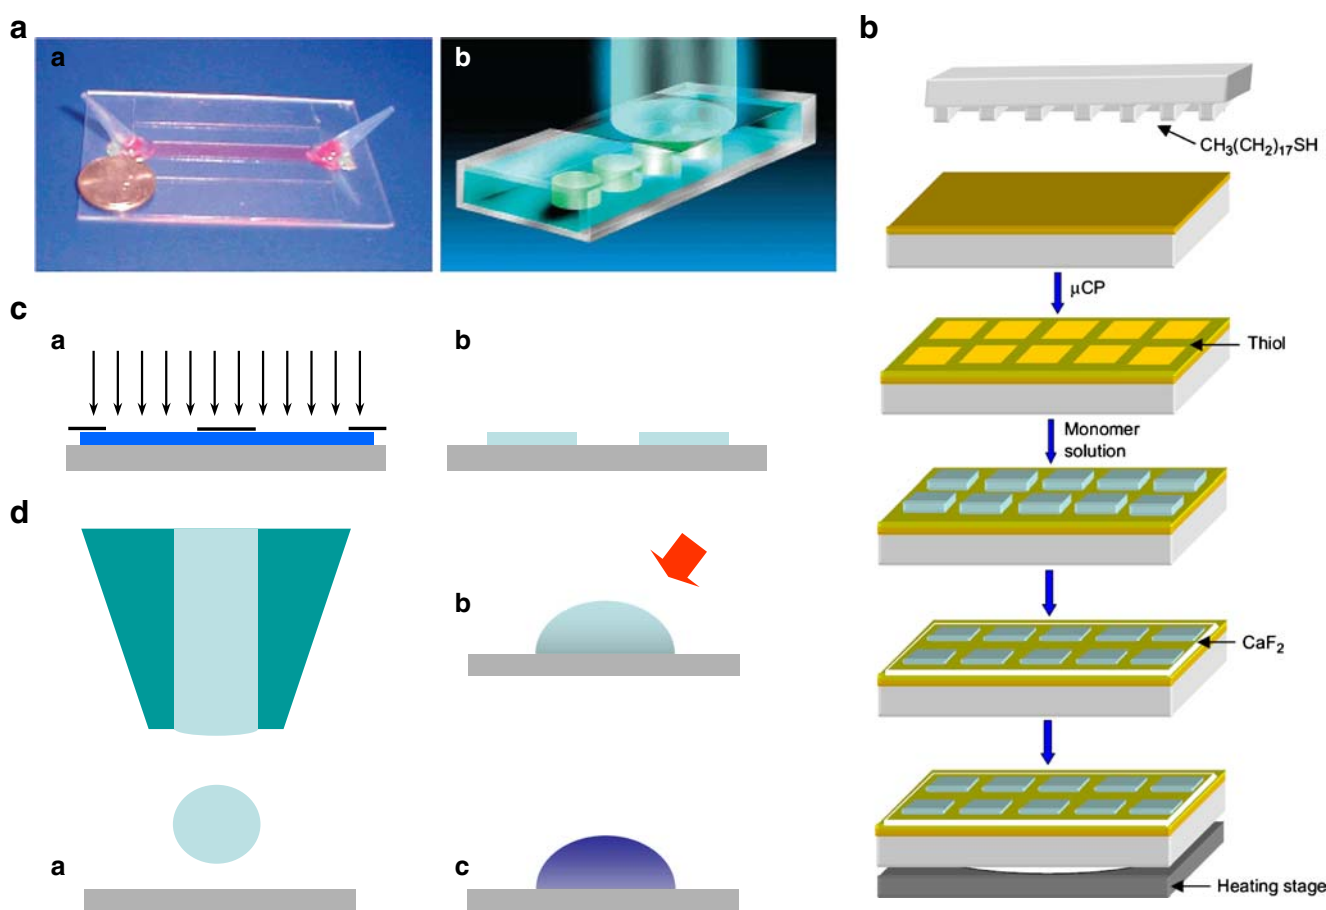 a
a
b
b
CH3(CH2)17SH
μCP
Thiol
Monomer
solution
CaF2
Heating stage
c
a
b
d
a
b
c